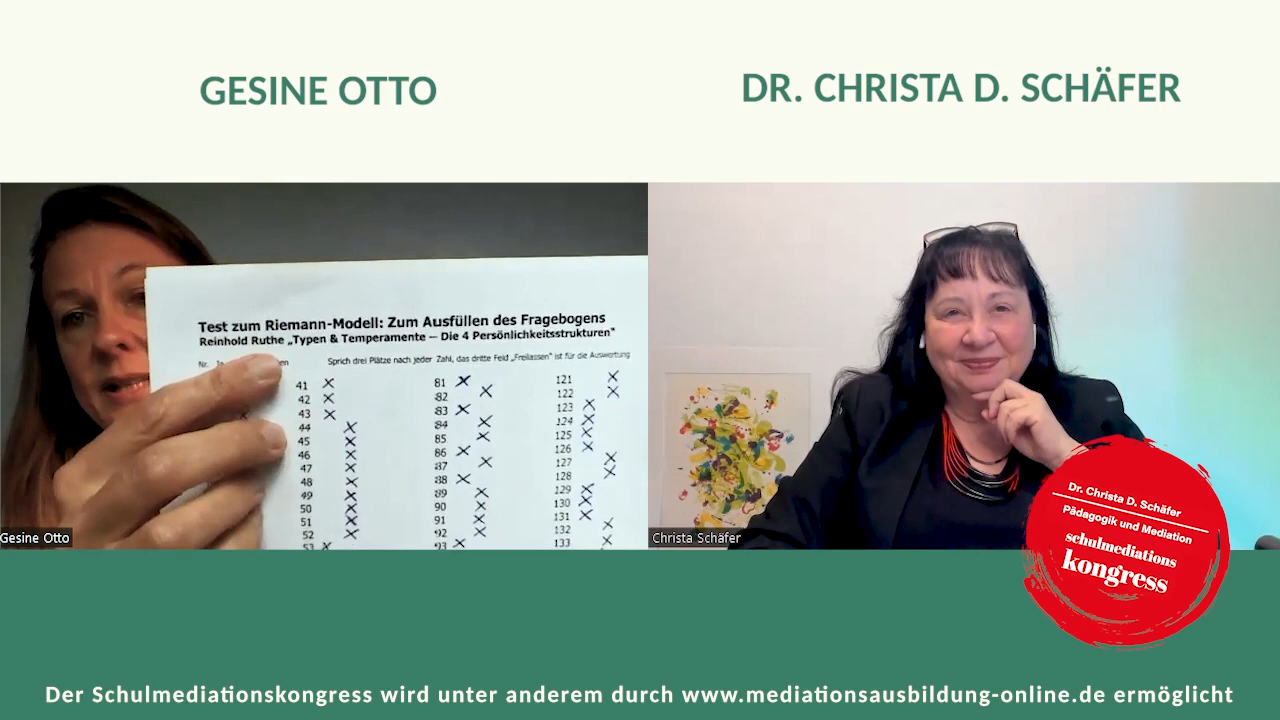 GESINE OTTO
DR. CHRISTA D. SCHÄFER
Test zum Riemann-Modell: Zum Ausfüllen des Fragebogens
Reinhold Ruthe „Typen & Temperamente – Die 4 Persönlichkeitsstrukturen"
Nr. Sprich drei Plätze nach jeder Zahl, das dritte Feld „Freilassen" ist für die Auswertung
41 X 81 X 121 X
42 X 82 X 122 X
43 X 83 X 123 X
44 X 84 X 124 X
45 X 85 X 125 X
46 X 86 X 126 X
47 X 87 X 127 X
48 X 88 X 128 X
49 X 89 X 129 X
50 X 90 X 130 X
51 X 91 X 131 X
52 X 92 X 132 X
53 X 93 X 133 X
Gesine Otto
Christa Schäfer
Dr. Christa D. Schäfer
Pädagogik und Mediation
schulmediations
kongress
Der Schulmediationskongress wird unter anderem durch www.mediationsausbildung-online.de ermöglicht